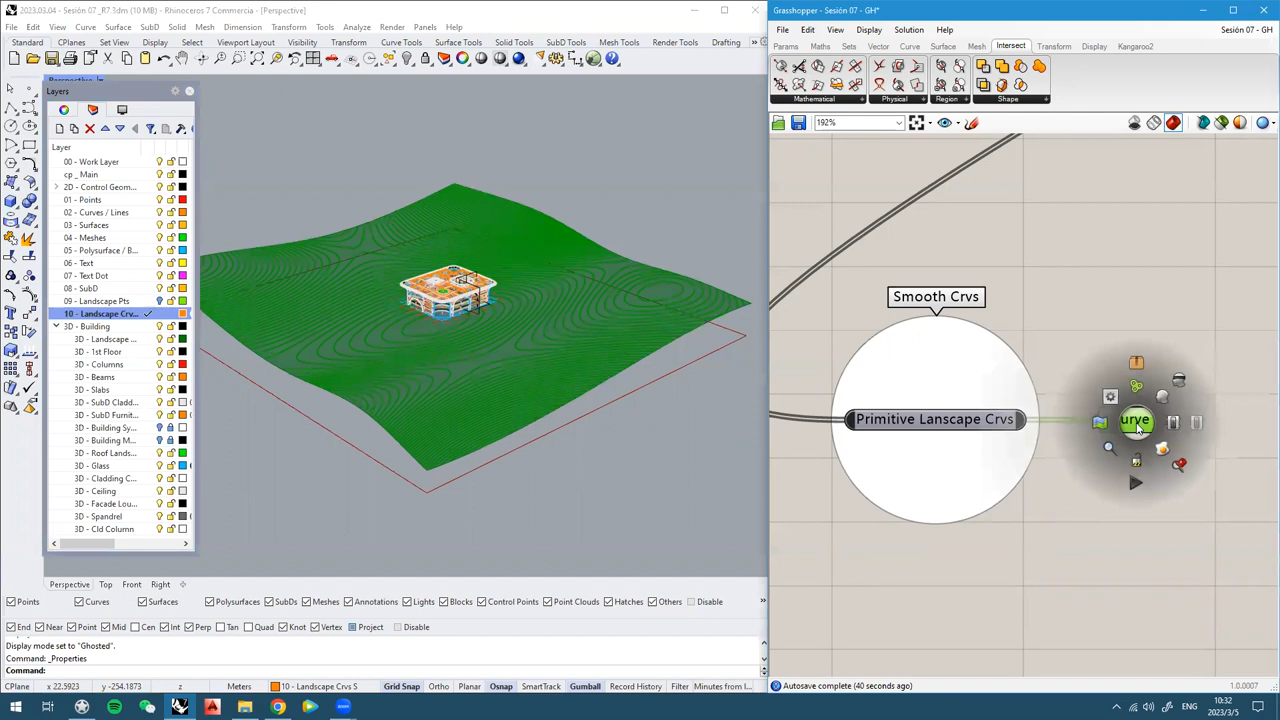 2023.03.04 - Sesión 07_R7.3dm (10 MB) - Rhinoceros 7 Commercia - [Perspective]
File Edit View Curve Surface SubD Solid Mesh Dimension Transform Tools Analyze Render Panels Help
Standard CPlanes Set View Display Select Viewport Layout Visibility Transform Curve Tools Surface Tools Solid Tools SubD Tools Mesh Tools Render Tools Drafting
Perspective
Layers
Layer
00 - Work Layer
cp _ Main
2D - Control Geom...
01 - Points
02 - Curves / Lines
03 - Surfaces
04 - Meshes
05 - Polysurface / B...
06 - Text
07 - Text Dot
08 - SubD
09 - Landscape Pts
10 - Landscape Crv...
3D - Building
3D - Landscape ...
3D - 1st Floor
3D - Columns
3D - Beams
3D - Slabs
3D - SubD Cladd...
3D - SubD Furnit...
3D - Building Sy...
3D - Building M...
3D - Roof Lands...
3D - Glass
3D - Cladding C...
3D - Ceiling
3D - Facade Lou...
3D - Spandrel
3D - Cld Column
Perspective Top Front Right
Points Curves Surfaces Polysurfaces SubDs Meshes Annotations Lights Blocks Control Points Point Clouds Hatches Others Disable
End Near Point Mid Cen Int Perp Tan Quad Knot Vertex Project Disable
Display mode set to "Ghosted".
Command: _Properties
Command:
CPlane x 22.5923 y -254.1873 z Meters 10 - Landscape Crvs S Grid Snap Ortho Planar Osnap SmartTrack Gumball Record History Filter Minutes from l...
Grasshopper - Sesión 07 - GH*
File Edit View Display Solution Help Sesión 07 - GH*
Params Maths Sets Vector Curve Surface Mesh Intersect Transform Display Kangaroo2
Mathematical Physical Region Shape
192%
Smooth Crvs
Primitive Lanscape Crvs
urve
Autosave complete (40 seconds ago)
1.0.0007
10:32
2023/3/5